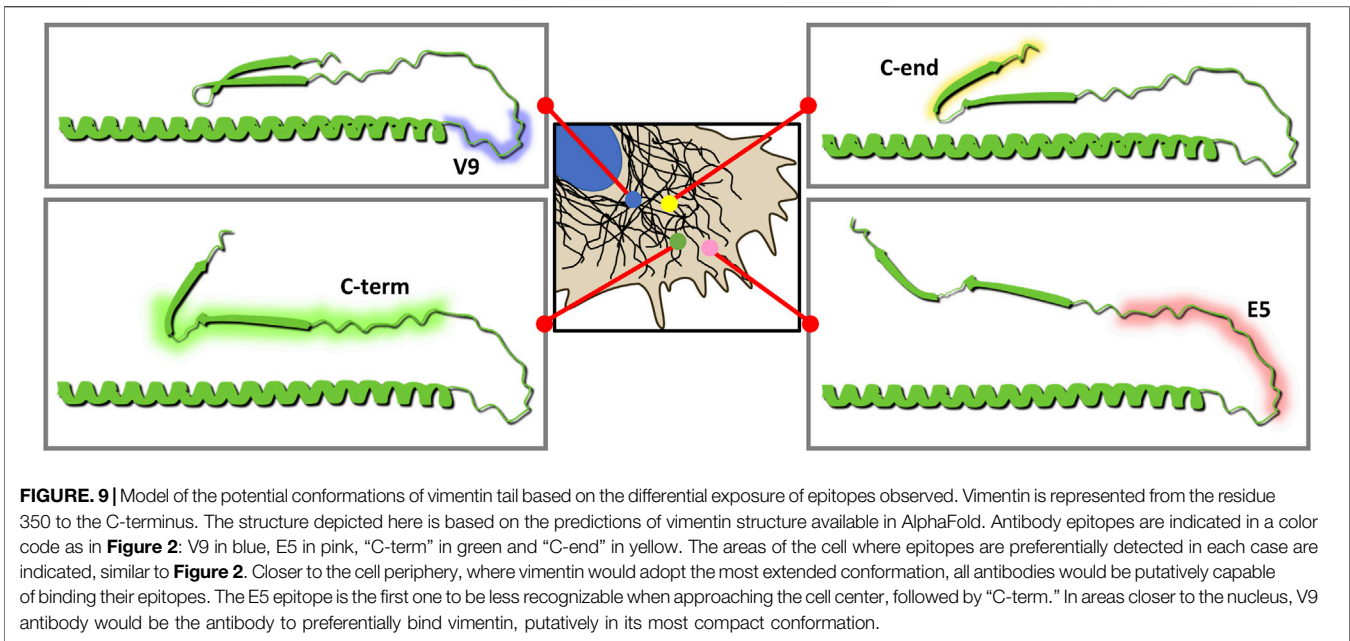 V9
C-end
C-term
E5
FIGURE. 9 | Model of the potential conformations of vimentin tail based on the differential exposure of epitopes observed. Vimentin is represented from the residue
350 to the C-terminus. The structure depicted here is based on the predictions of vimentin structure available in AlphaFold. Antibody epitopes are indicated in a color
code as in Figure 2: V9 in blue, E5 in pink, “C-term” in green and “C-end” in yellow. The areas of the cell where epitopes are preferentially detected in each case are
indicated, similar to Figure 2. Closer to the cell periphery, where vimentin would adopt the most extended conformation, all antibodies would be putatively capable
of binding their epitopes. The E5 epitope is the first one to be less recognizable when approaching the cell center, followed by “C-term.” In areas closer to the nucleus, V9
antibody would be the antibody to preferentially bind vimentin, putatively in its most compact conformation.